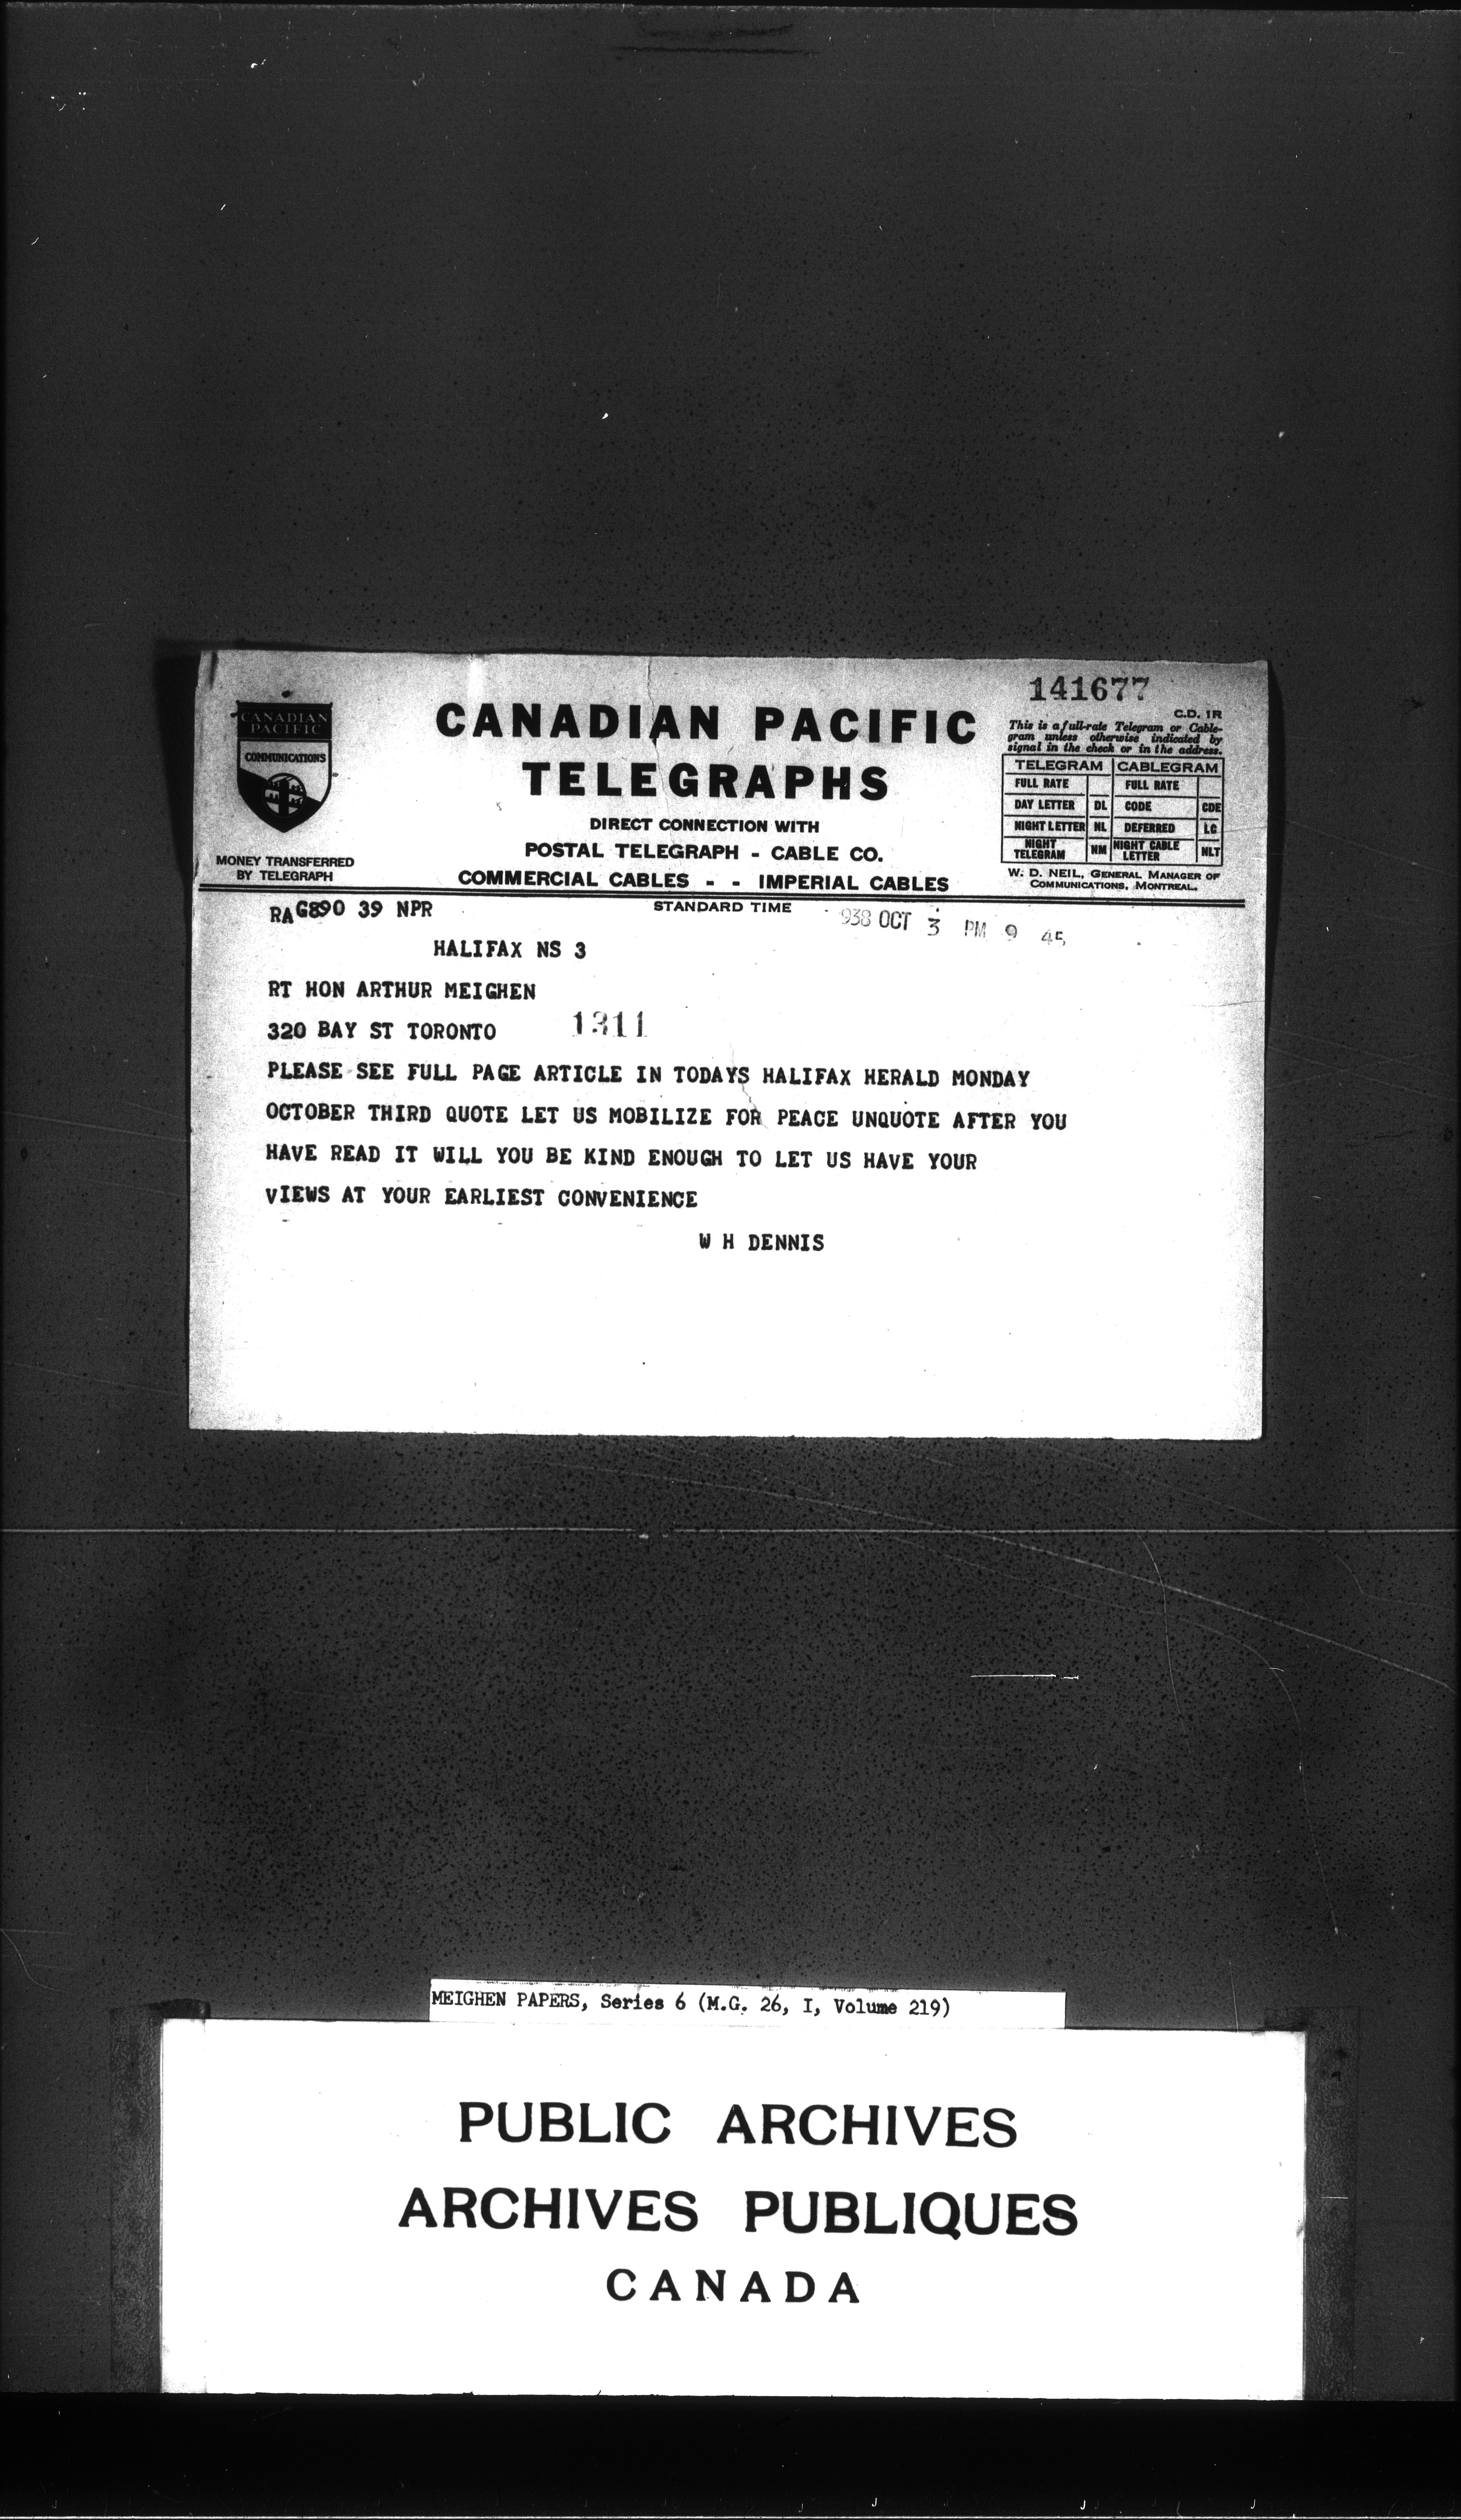 141677
C.D. 1R
CANADIAN
PACIFIC
COMMUNICATIONS
MONEY TRANSFERRED
BY TELEGRAPH
CANADIAN PACIFIC
TELEGRAPHS
DIRECT CONNECTION WITH
POSTAL TELEGRAPH - CABLE CO.
COMMERCIAL CABLES - - IMPERIAL CABLES
This is a full-rate Telegram or Cable-
gram unless otherwise indicated by
signal in the check or in the address.
TELEGRAM CABLEGRAM
FULL RATE FULL RATE
DAY LETTER DL CODE CDE
NIGHT LETTER NL DEFERRED LC
NIGHT TELEGRAM NM NIGHT CABLE LETTER NLT
W. D. NEIL, GENERAL MANAGER OF
COMMUNICATIONS, MONTREAL.
STANDARD TIME
RAG890 39 NPR
938 OCT 3 PM 9 45
HALIFAX NS 3
RT HON ARTHUR MEIGHEN
320 BAY ST TORONTO 1311
PLEASE SEE FULL PAGE ARTICLE IN TODAYS HALIFAX HERALD MONDAY
OCTOBER THIRD QUOTE LET US MOBILIZE FOR PEACE UNQUOTE AFTER YOU
HAVE READ IT WILL YOU BE KIND ENOUGH TO LET US HAVE YOUR
VIEWS AT YOUR EARLIEST CONVENIENCE
W H DENNIS
MEIGHEN PAPERS, Series 6 (M.G. 26, I, Volume 219)
PUBLIC ARCHIVES
ARCHIVES PUBLIQUES
CANADA